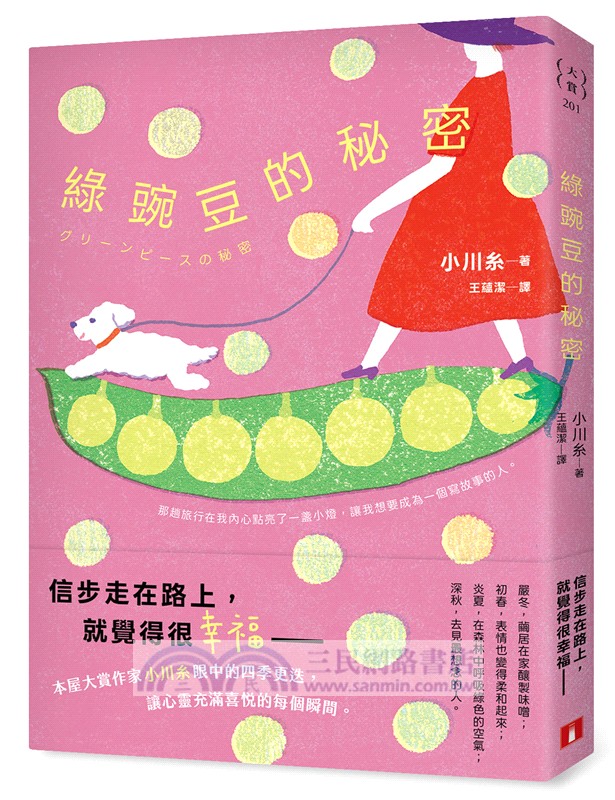 綠豌豆的秘密
グリーンピースの秘密
小川糸─著
王蘊潔─譯
那趟旅行在我內心點亮了一盞小燈，讓我想要成為一個寫故事的人。
信步走在路上，
就覺得很幸福——
本屋大賞作家小川糸眼中的四季更迭，
讓心靈充滿喜悅的每個瞬間。
嚴冬，繭居在家釀製味噌；
初春，表情也變得柔和起來；
炎夏，在森林中呼吸綠色的空氣；
深秋，去見最想念的人。
大賞
201
綠豌豆的秘密
小川糸─著
王蘊潔─譯
信步走在路上，
就覺得很幸福——
三民網路書店
www.sanmin.com.tw